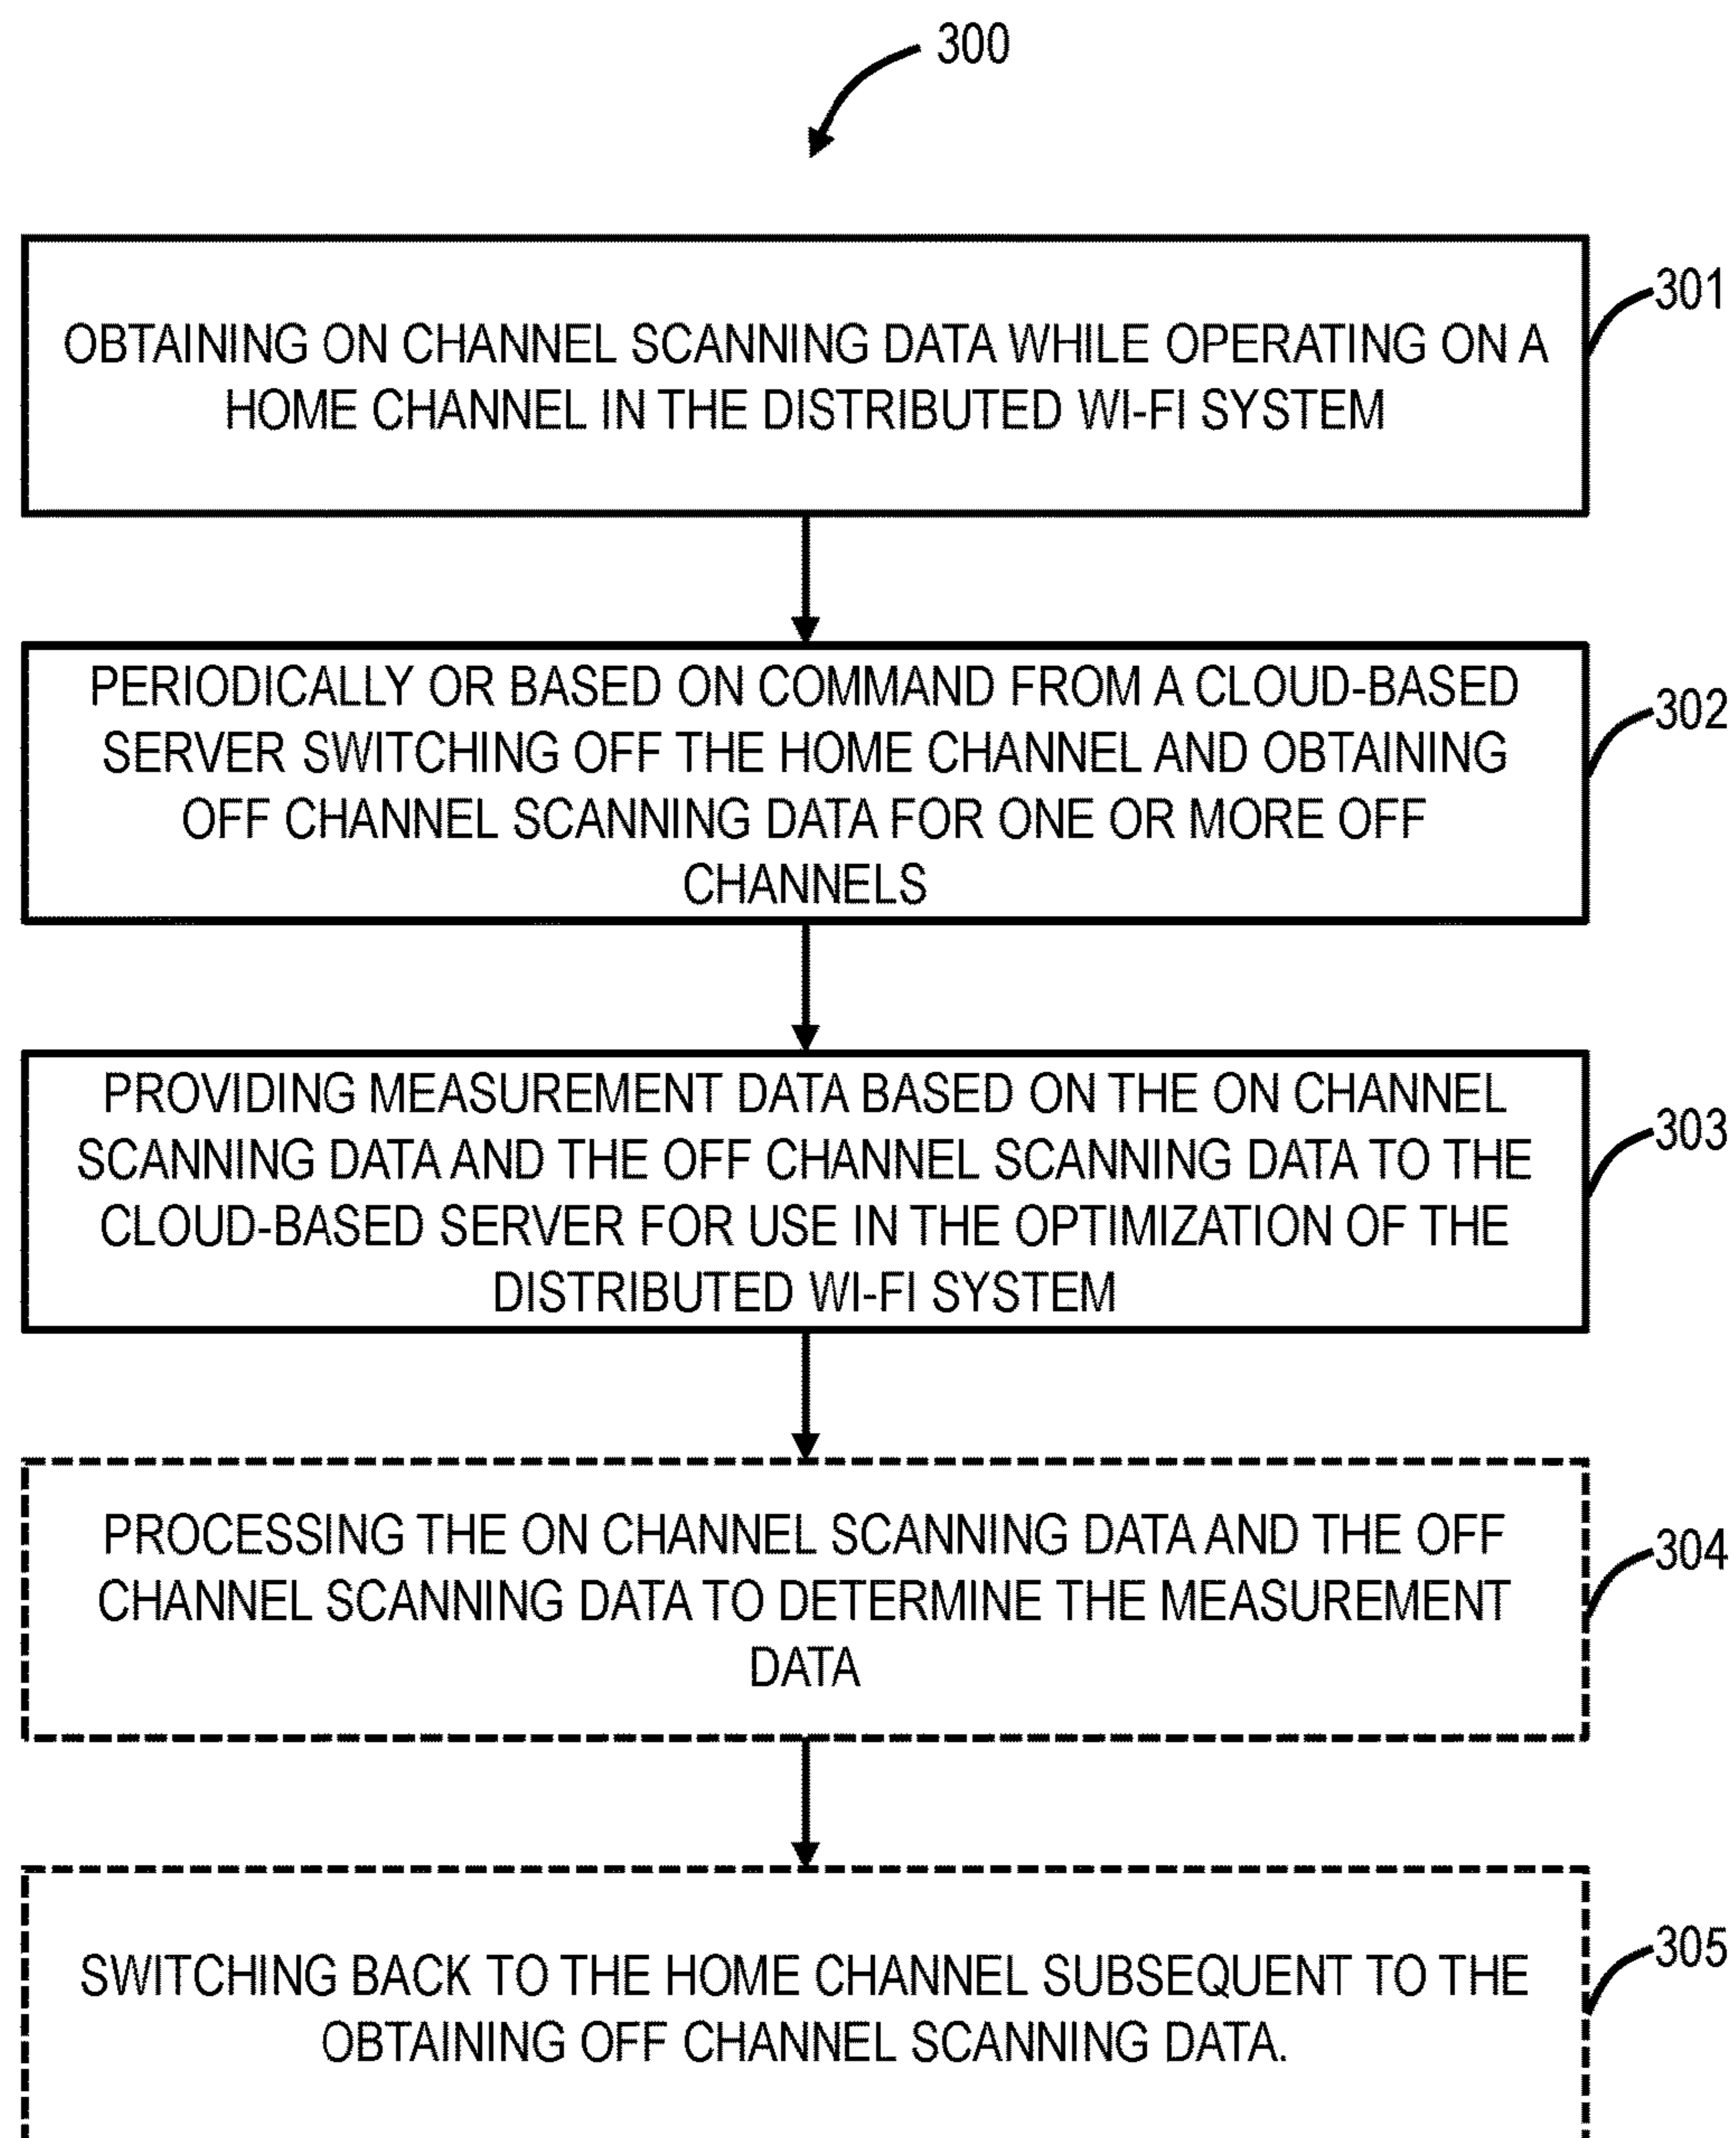 300
OBTAINING ON CHANNEL SCANNING DATA WHILE OPERATING ON A
HOME CHANNEL IN THE DISTRIBUTED WI-FI SYSTEM
301
PERIODICALLY OR BASED ON COMMAND FROM A CLOUD-BASED
SERVER SWITCHING OFF THE HOME CHANNEL AND OBTAINING
OFF CHANNEL SCANNING DATA FOR ONE OR MORE OFF
CHANNELS
302
PROVIDING MEASUREMENT DATA BASED ON THE ON CHANNEL
SCANNING DATA AND THE OFF CHANNEL SCANNING DATA TO THE
CLOUD-BASED SERVER FOR USE IN THE OPTIMIZATION OF THE
DISTRIBUTED WI-FI SYSTEM
303
PROCESSING THE ON CHANNEL SCANNING DATA AND THE OFF
CHANNEL SCANNING DATA TO DETERMINE THE MEASUREMENT
DATA
304
SWITCHING BACK TO THE HOME CHANNEL SUBSEQUENT TO THE
OBTAINING OFF CHANNEL SCANNING DATA.
305